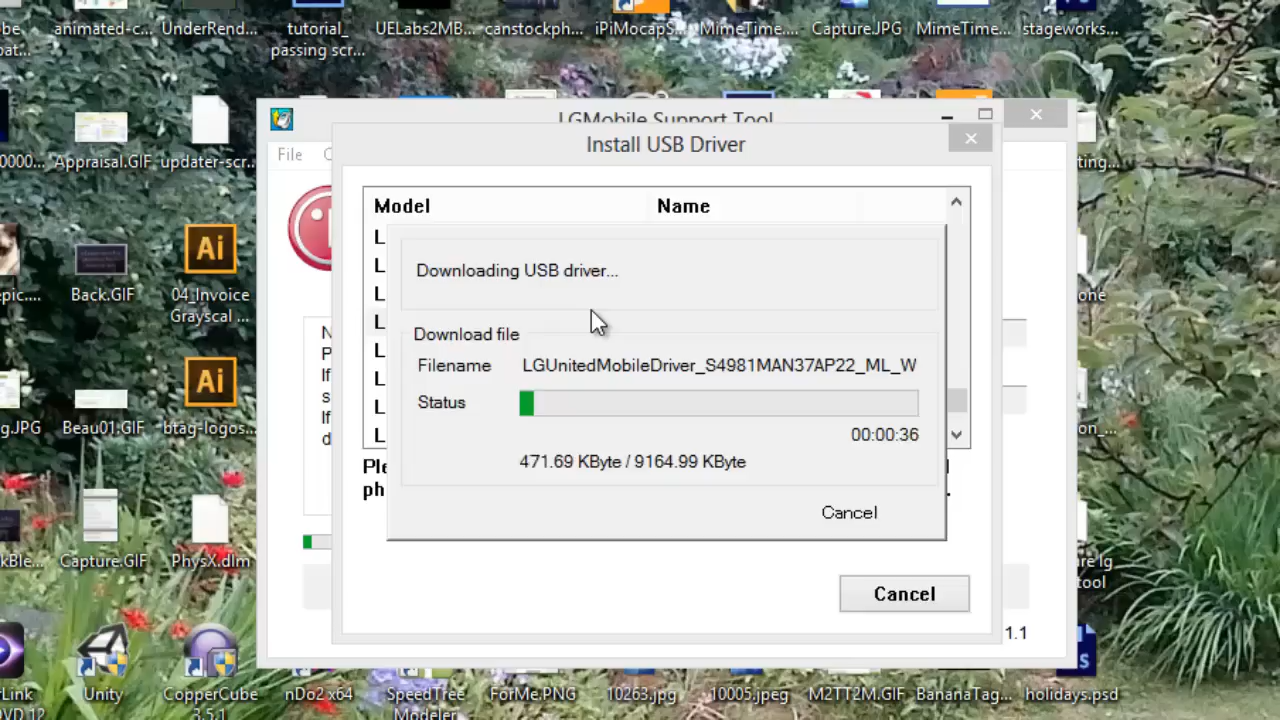 animated-c... UnderRend... tutorial_ UELabs2MB... canstockph... iPiMocapS... MimeTime.... Capture.JPG MimeTime... stageworks...
passing scr...
LGMobile Support Tool
Install USB Driver
File
Appraisal.GIF updater-scr...
Model Name
Downloading USB driver...
Back.GIF 04_Invoice
Grayscal ...
Download file
Filename LGUnitedMobileDriver_S4981MAN37AP22_ML_W
Status
00:00:36
Beau01.GIF btag-logos...
471.69 KByte / 9164.99 KByte
Cancel
Capture.GIF PhysX.dlm
tool
Cancel
1.1
Unity CopperCube nDo2 x64 SpeedTree ForMe.PNG 10263.jpg 10005.jpeg M2TT2M.GIF BananaTag... holidays.psd
5.5.1 Modeler